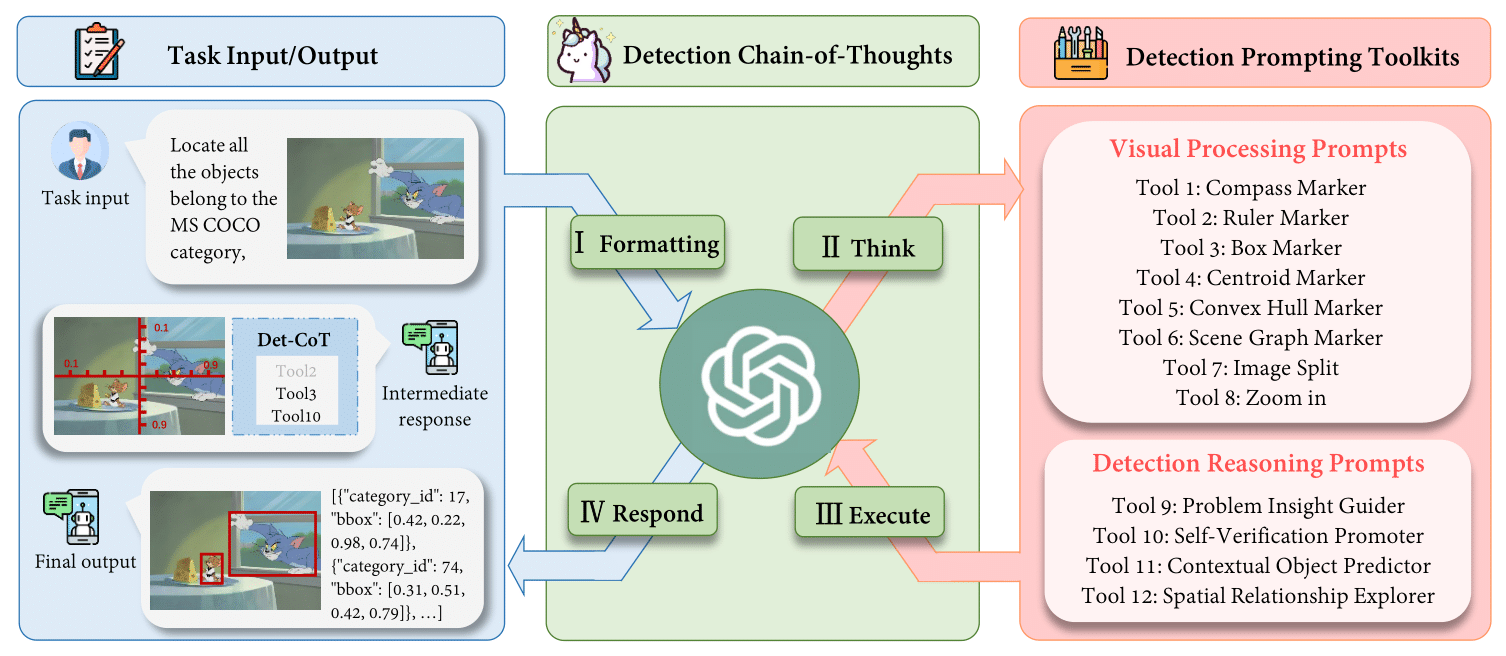 Task Input/Output
Detection Chain-of-Thoughts
Detection Prompting Toolkits
Task input
Locate all
the objects
belong to the
MS COCO
category,
0.1
0.1
0.9
0.9
Det-CoT
Tool2
Tool3
Tool10
Intermediate
response
Final output
[{"category_id": 17,
"bbox": [0.42, 0.22,
0.98, 0.74]},
{"category_id": 74,
"bbox": [0.31, 0.51,
0.42, 0.79]}, …]
Ⅰ Formatting
Ⅱ Think
Ⅳ Respond
Ⅲ Execute
Visual Processing Prompts
Tool 1: Compass Marker
Tool 2: Ruler Marker
Tool 3: Box Marker
Tool 4: Centroid Marker
Tool 5: Convex Hull Marker
Tool 6: Scene Graph Marker
Tool 7: Image Split
Tool 8: Zoom in
Detection Reasoning Prompts
Tool 9: Problem Insight Guider
Tool 10: Self-Verification Promoter
Tool 11: Contextual Object Predictor
Tool 12: Spatial Relationship Explorer